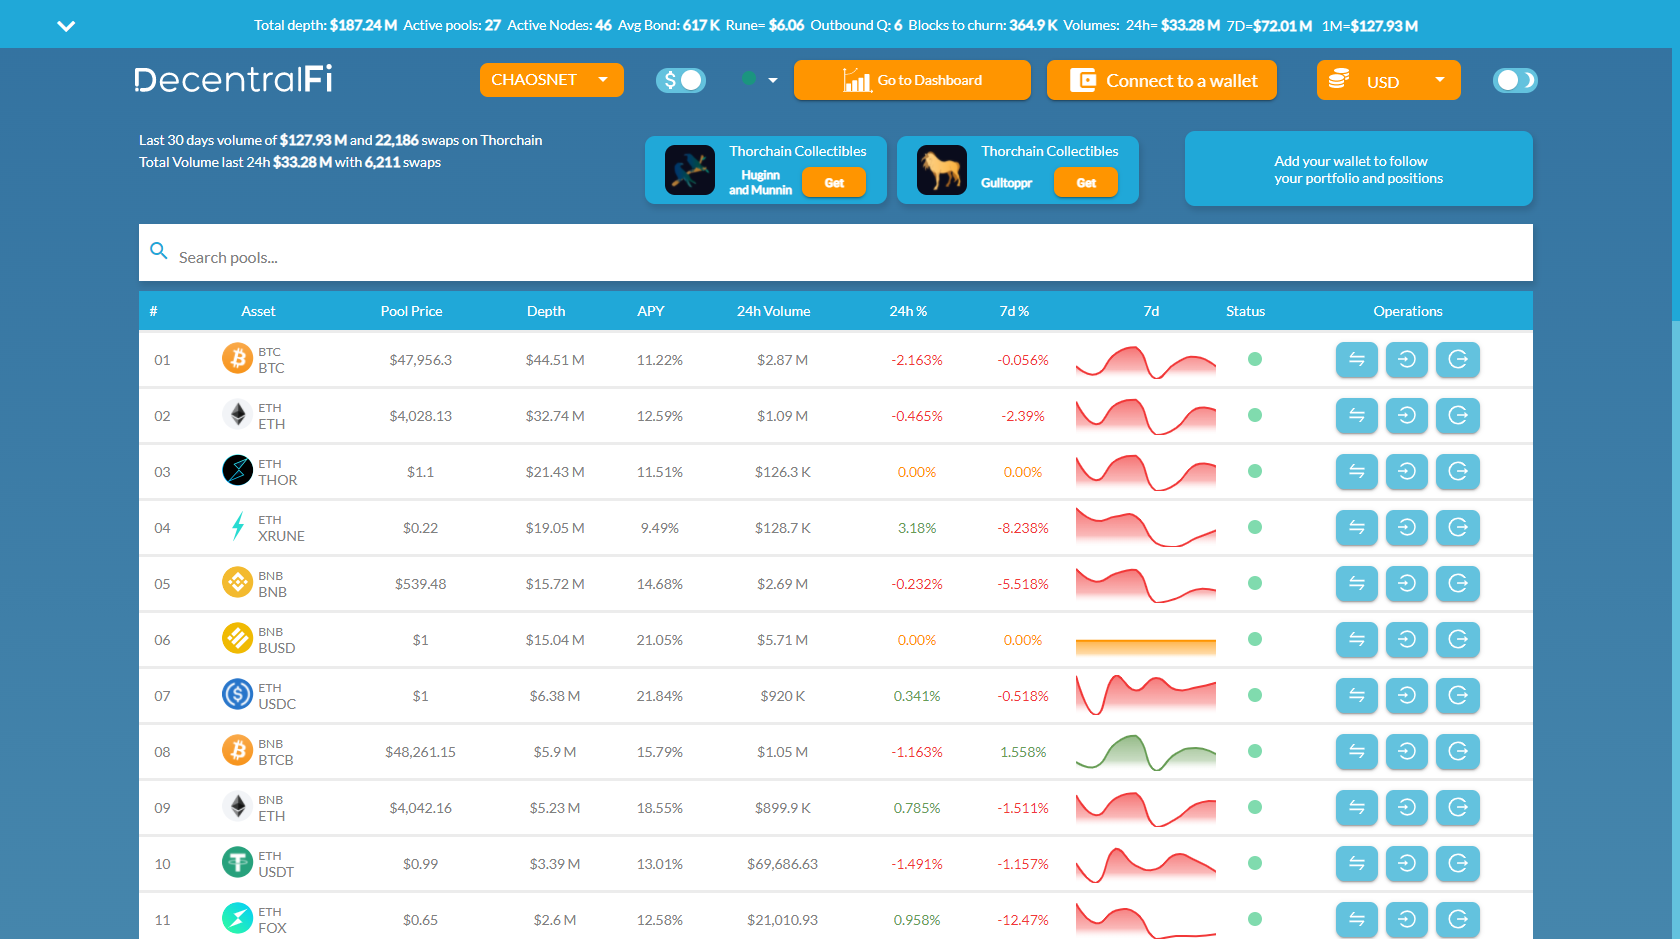 Total depth: $187.24 M Active pools: 27 Active Nodes: 46 Avg Bond: 617 K Rune= $6.06 Outbound Q: 6 Blocks to churn: 364.9 K Volumes: 24h= $33.28 M 7D=$72.01 M 1M=$127.93 M
DecentralFi CHAOSNET $ Go to Dashboard Connect to a wallet USD
Last 30 days volume of $127.93 M and 22,186 swaps on Thorchain
Total Volume last 24h $33.28 M with 6,211 swaps
Thorchain Collectibles
Huginn
and Munnin
Get
Thorchain Collectibles
Gulltoppr
Get
Add your wallet to follow
your portfolio and positions
Search pools...
# Asset Pool Price Depth APY 24h Volume 24h % 7d % 7d Status Operations
01 BTC BTC $47,956.3 $44.51 M 11.22% $2.87 M -2.163% -0.056%
02 ETH ETH $4,028.13 $32.74 M 12.59% $1.09 M -0.465% -2.39%
03 ETH THOR $1.1 $21.43 M 11.51% $126.3 K 0.00% 0.00%
04 ETH XRUNE $0.22 $19.05 M 9.49% $128.7 K 3.18% -8.238%
05 BNB BNB $539.48 $15.72 M 14.68% $2.69 M -0.232% -5.518%
06 BNB BUSD $1 $15.04 M 21.05% $5.71 M 0.00% 0.00%
07 ETH USDC $1 $6.38 M 21.84% $920 K 0.341% -0.518%
08 BNB BTCB $48,261.15 $5.9 M 15.79% $1.05 M -1.163% 1.558%
09 BNB ETH $4,042.16 $5.23 M 18.55% $899.9 K 0.785% -1.511%
10 ETH USDT $0.99 $3.39 M 13.01% $69,686.63 -1.491% -1.157%
11 ETH FOX $0.65 $2.6 M 12.58% $21,010.93 0.958% -12.47%